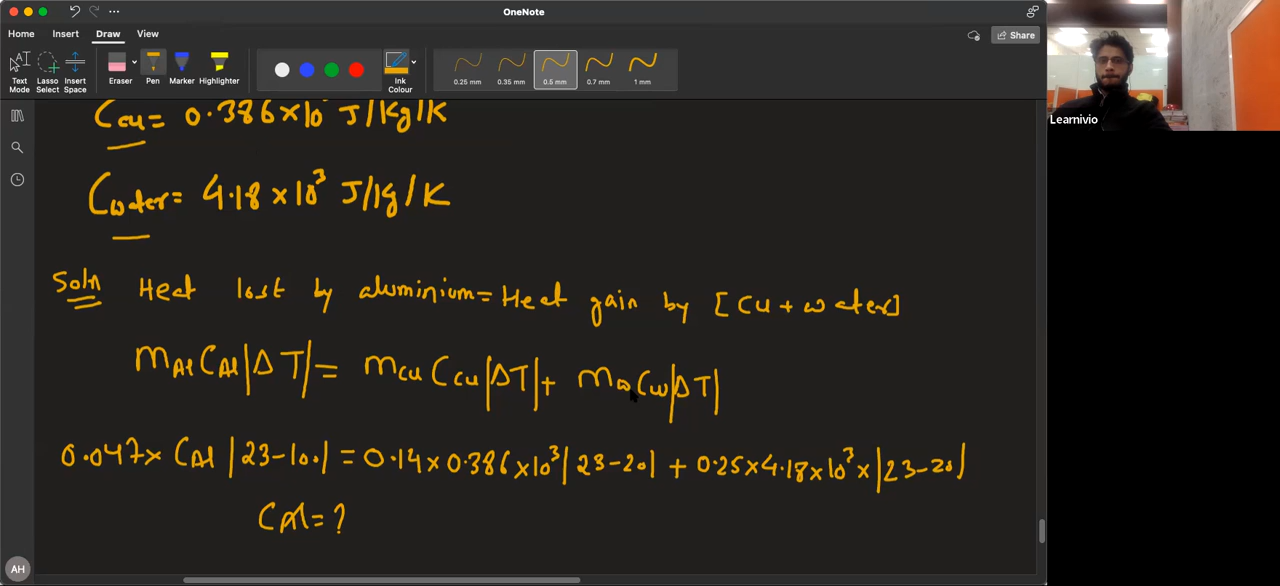 OneNote
Home Insert Draw View
Share
Text Mode Lasso Select Insert Space Eraser Pen Marker Highlighter Ink Colour 0.25 mm 0.35 mm 0.5 mm 0.7 mm 1 mm
Learnivio
Ccu = 0.386×10 J/Kg/K
Cwater = 4.18×10³ J/Kg/K
Soln Heat lost by aluminium = Heat gain by [Cu + water]
mAl CAl|ΔT| = mcu Ccu|ΔT| + mω Cω|ΔT|
0.047× CAl |23-100| = 0.14×0.386×10³|23-20| + 0.25×4.18×10³×|23-20|
CAl = ?
AH